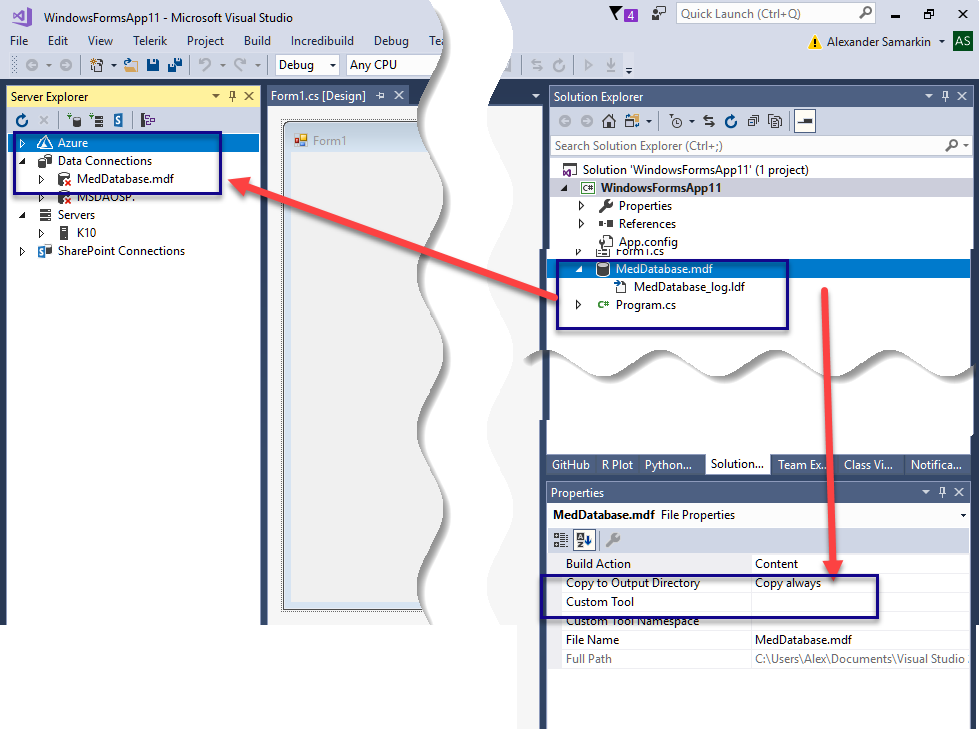 WindowsFormsApp11 - Microsoft Visual Studio
4
Quick Launch (Ctrl+Q)
File Edit View Telerik Project Build Incredibuild Debug
Alexander Samarkin AS
Debug Any CPU
Server Explorer
Azure
Data Connections
MedDatabase.mdf
MSDAOSP.
Servers
K10
SharePoint Connections
Form1.cs [Design]
Form1
Solution Explorer
Search Solution Explorer (Ctrl+;)
Solution 'WindowsFormsApp11' (1 project)
C# WindowsFormsApp11
Properties
References
App.config
Form1.cs
MedDatabase.mdf
MedDatabase_log.ldf
C# Program.cs
GitHub R Plot Python... Solution... Team Ex... Class Vi... Notifica...
Properties
MedDatabase.mdf File Properties
Build Action Content
Copy to Output Directory Copy always
Custom Tool
Custom Tool Namespace
File Name MedDatabase.mdf
Full Path C:\Users\Alex\Documents\Visual Studio